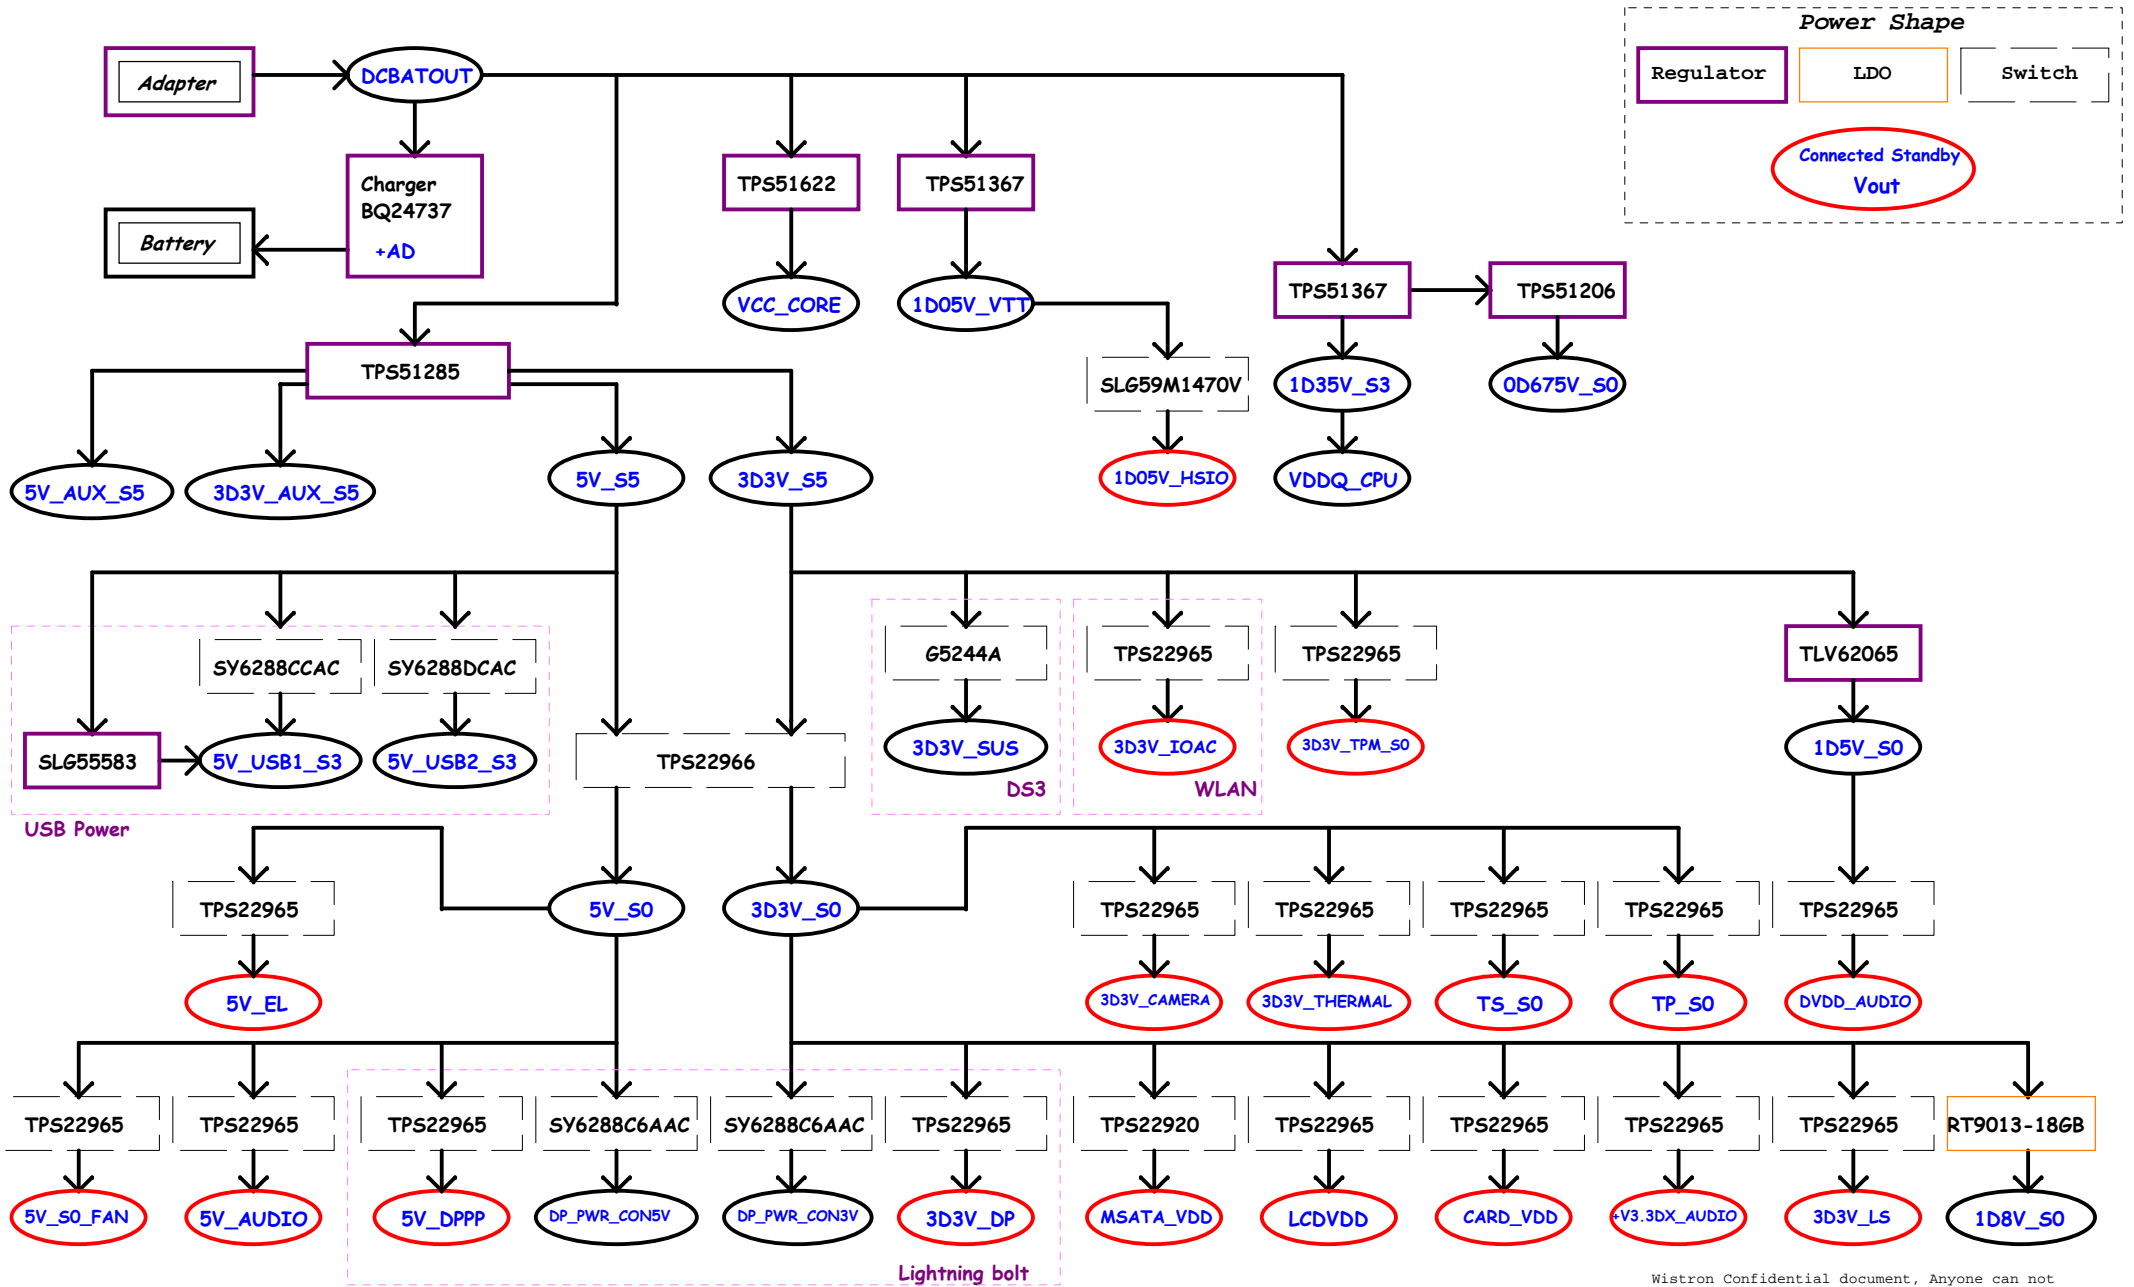 Power Shape
Adapter
DCBATOUT
Regulator
LDO
Switch
Connected Standby
Vout
Charger
BQ24737
+AD
Battery
TPS51622
TPS51367
VCC_CORE
1D05V_VTT
TPS51367
TPS51206
TPS51285
SLG59M1470V
1D35V_S3
0D675V_S0
5V_AUX_S5
3D3V_AUX_S5
5V_S5
3D3V_S5
1D05V_HSIO
VDDQ_CPU
SY6288CCAC
SY6288DCAC
G5244A
TPS22965
TPS22965
TLV62065
SLG55583
5V_USB1_S3
5V_USB2_S3
TPS22966
3D3V_SUS
3D3V_IOAC
3D3V_TPM_S0
1D5V_S0
DS3
WLAN
USB Power
TPS22965
5V_S0
3D3V_S0
TPS22965
TPS22965
TPS22965
TPS22965
TPS22965
5V_EL
3D3V_CAMERA
3D3V_THERMAL
TS_S0
TP_S0
DVDD_AUDIO
TPS22965
TPS22965
TPS22965
SY6288C6AAC
SY6288C6AAC
TPS22965
TPS22920
TPS22965
TPS22965
TPS22965
TPS22965
RT9013-18GB
5V_S0_FAN
5V_AUDIO
5V_DPPP
DP_PWR_CON5V
DP_PWR_CON3V
3D3V_DP
MSATA_VDD
LCDVDD
CARD_VDD
+V3.3DX_AUDIO
3D3V_LS
1D8V_S0
Lightning bolt
Wistron Confidential document, Anyone can not